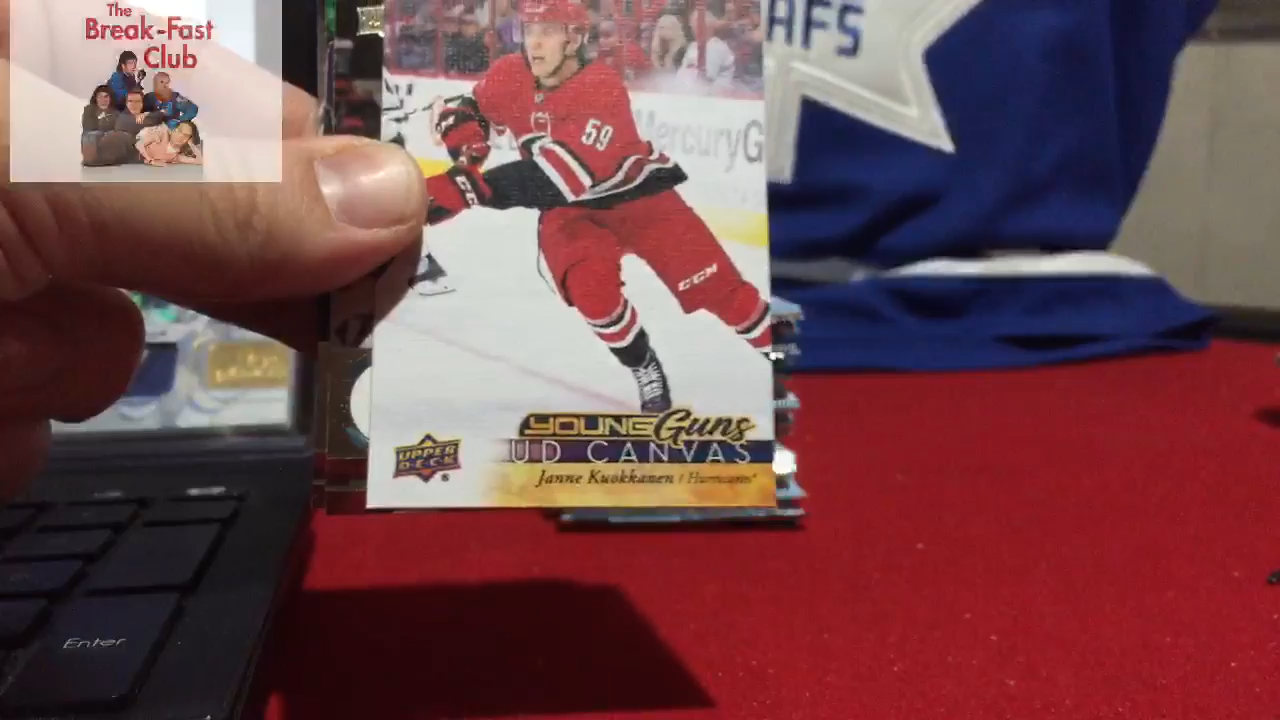 The
Break-Fast
Club
AFS
59
MercuryG
CCM
YOUNG Guns
UD CANVAS
UPPER
DECK
Janne Kuokkanen / Hurricanes
Enter